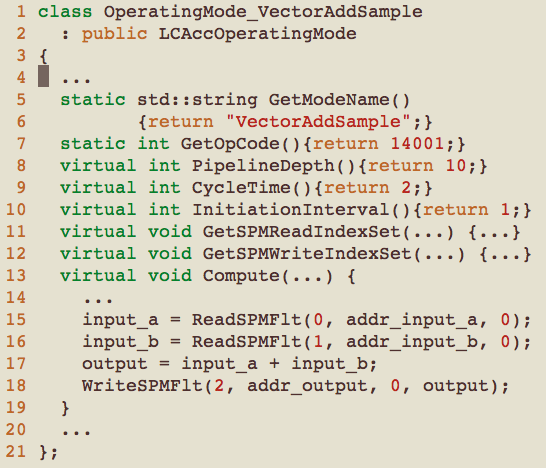 1 class OperatingMode_VectorAddSample
2   : public LCAccOperatingMode
3 {
4   ...
5   static std::string GetModeName()
6          {return "VectorAddSample";}
7   static int GetOpCode(){return 14001;}
8   virtual int PipelineDepth(){return 10;}
9   virtual int CycleTime(){return 2;}
10   virtual int InitiationInterval(){return 1;}
11   virtual void GetSPMReadIndexSet(...) {...}
12   virtual void GetSPMWriteIndexSet(...) {...}
13   virtual void Compute(...) {
14     ...
15     input_a = ReadSPMFlt(0, addr_input_a, 0);
16     input_b = ReadSPMFlt(1, addr_input_b, 0);
17     output = input_a + input_b;
18     WriteSPMFlt(2, addr_output, 0, output);
19   }
20   ...
21 };